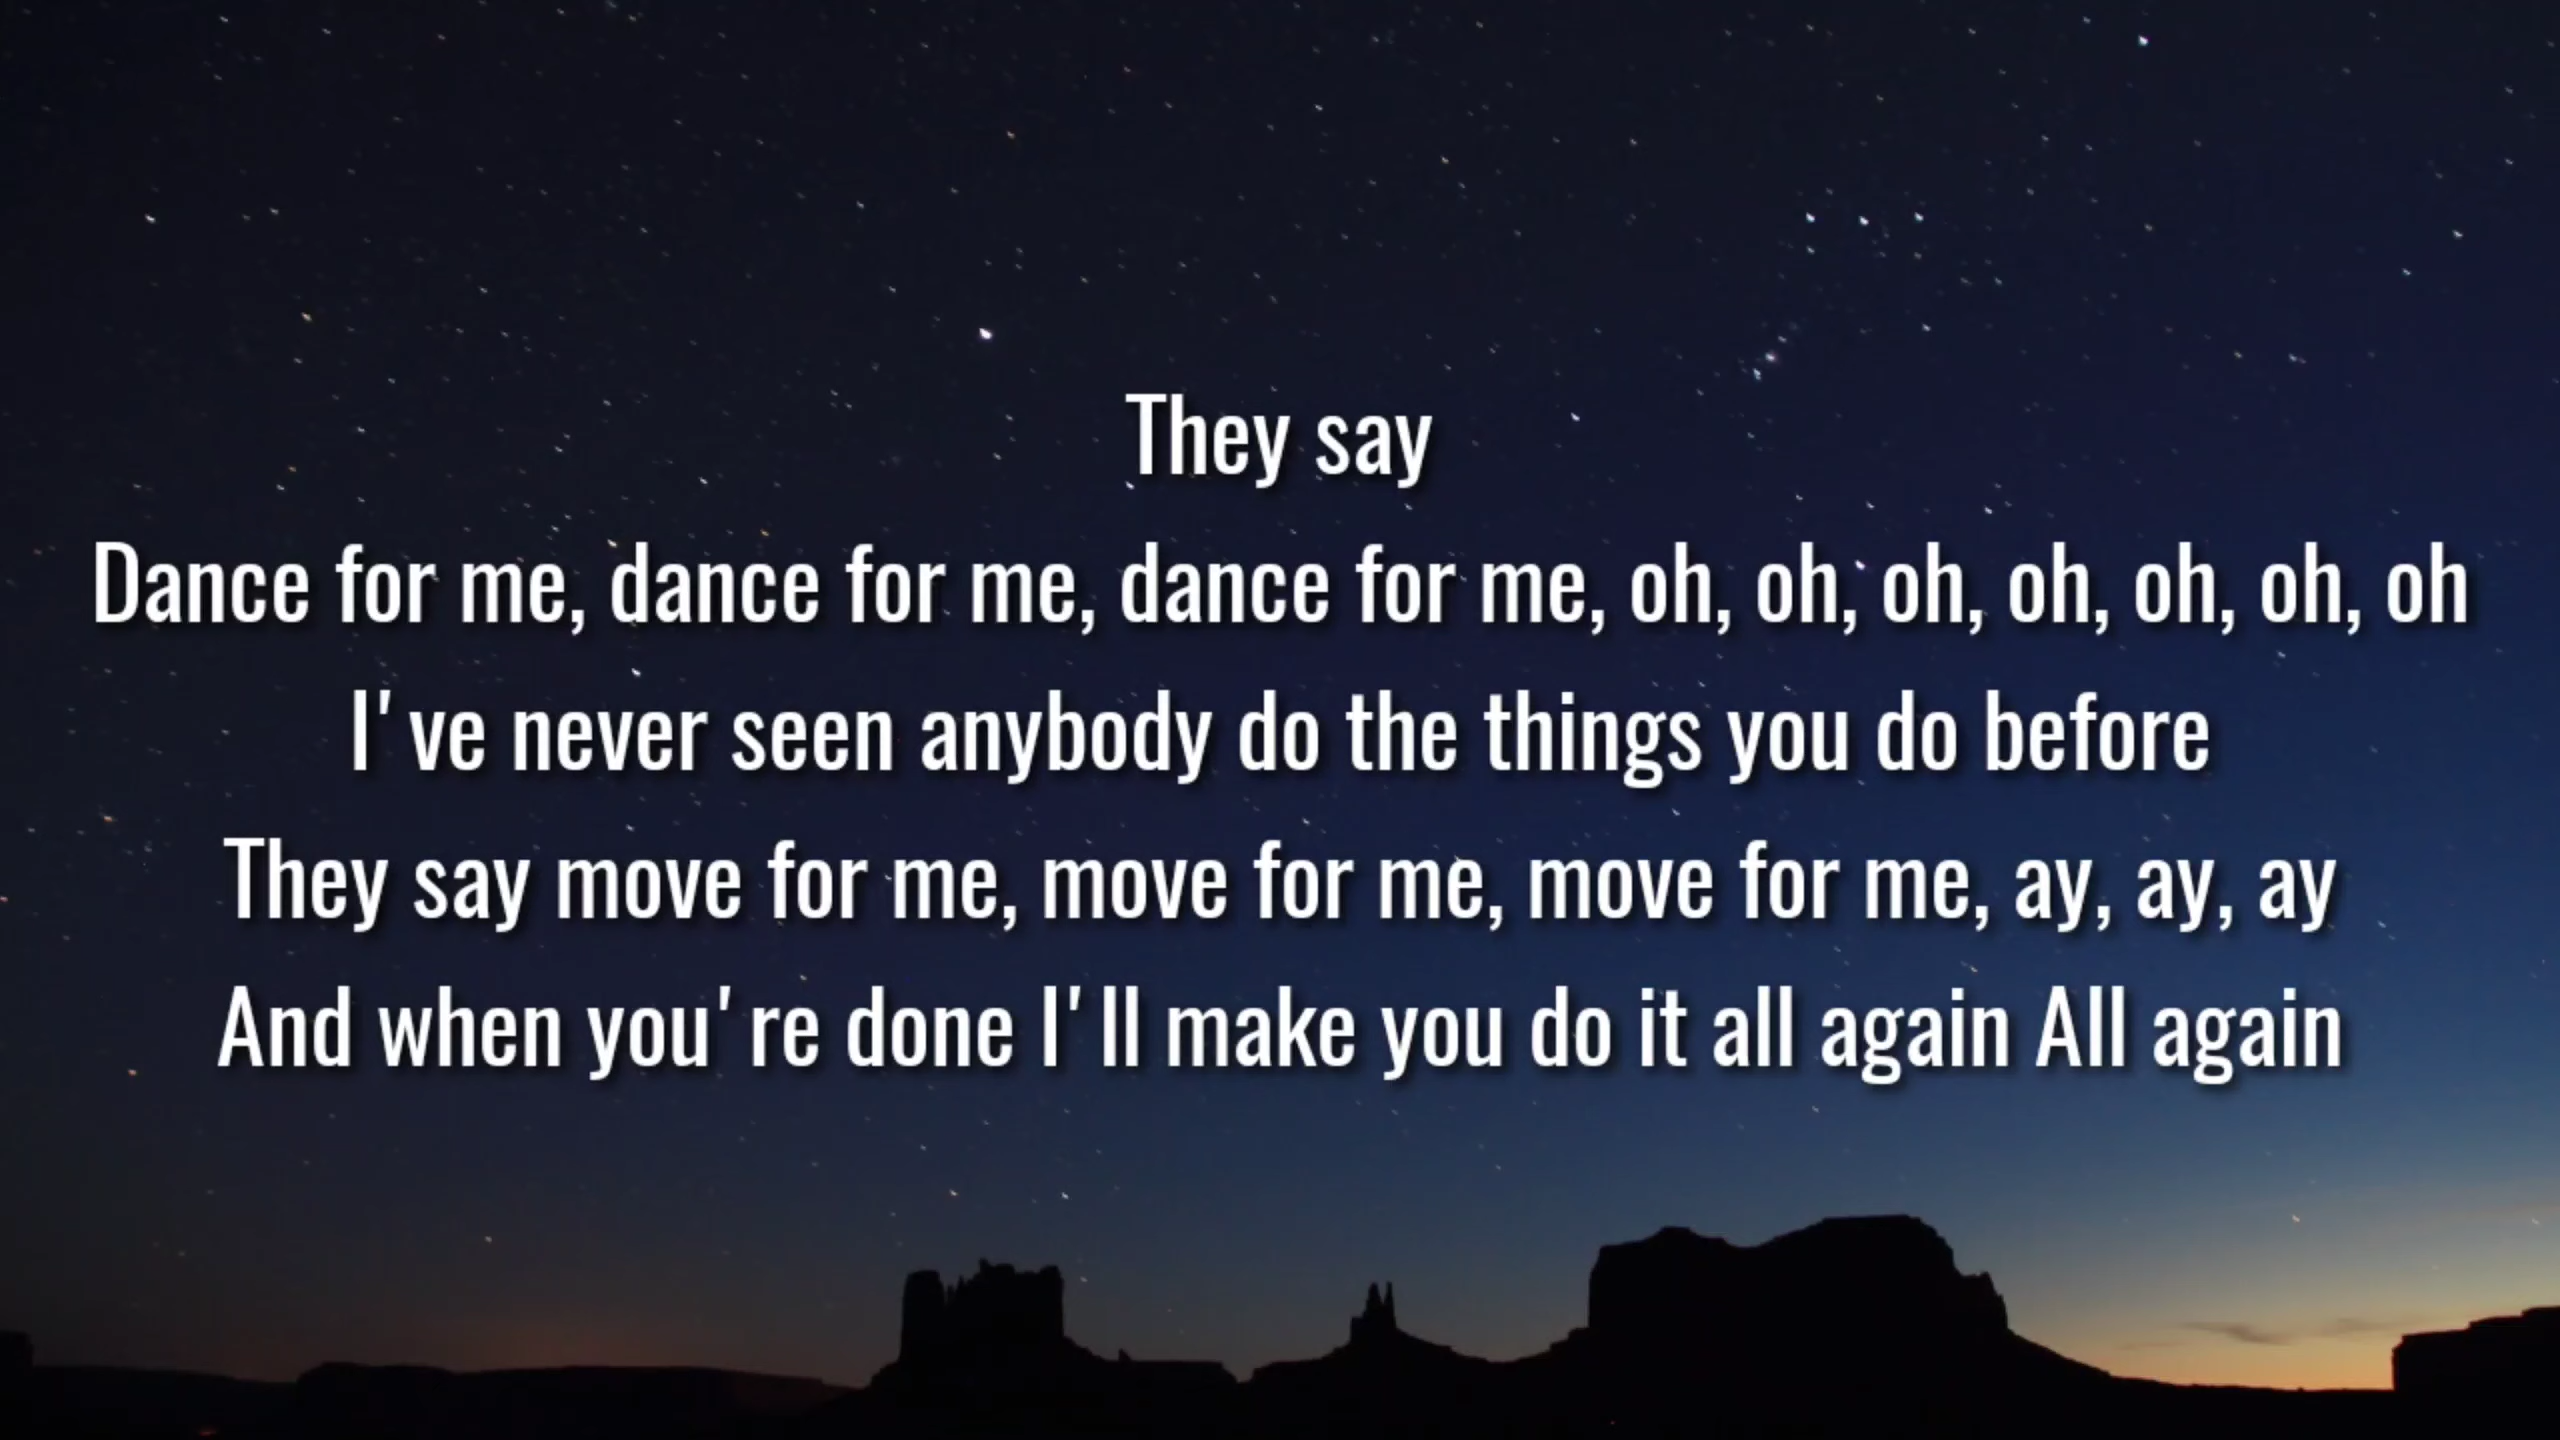 They say
Dance for me, dance for me, dance for me, oh, oh, oh, oh, oh, oh, oh
I've never seen anybody do the things you do before
They say move for me, move for me, move for me, ay, ay, ay
And when you're done I'll make you do it all again All again